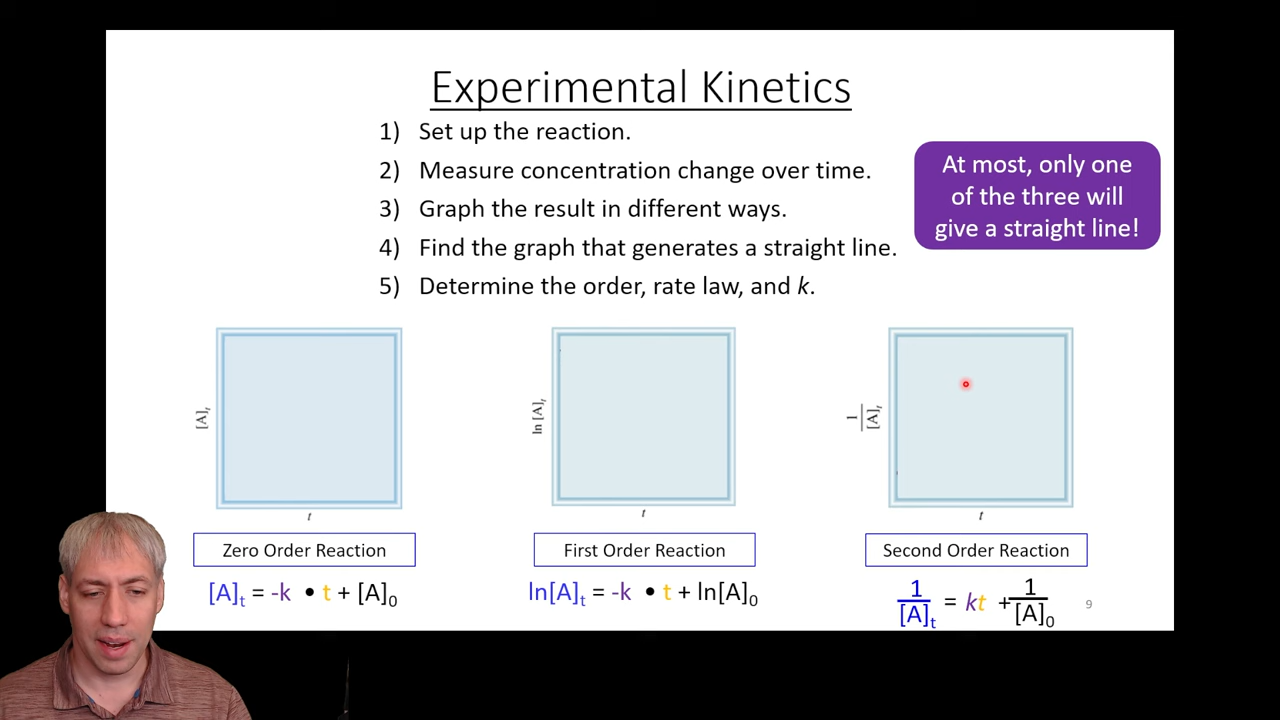 Experimental Kinetics
1) Set up the reaction.
2) Measure concentration change over time.
3) Graph the result in different ways.
4) Find the graph that generates a straight line.
5) Determine the order, rate law, and k.
At most, only one
of the three will
give a straight line!
[A]t
t
Zero Order Reaction
[A]t = -k • t + [A]0
ln [A]t
t
First Order Reaction
ln[A]t = -k • t + ln[A]0
1/[A]t
t
Second Order Reaction
1/[A]t = kt + 1/[A]0
9